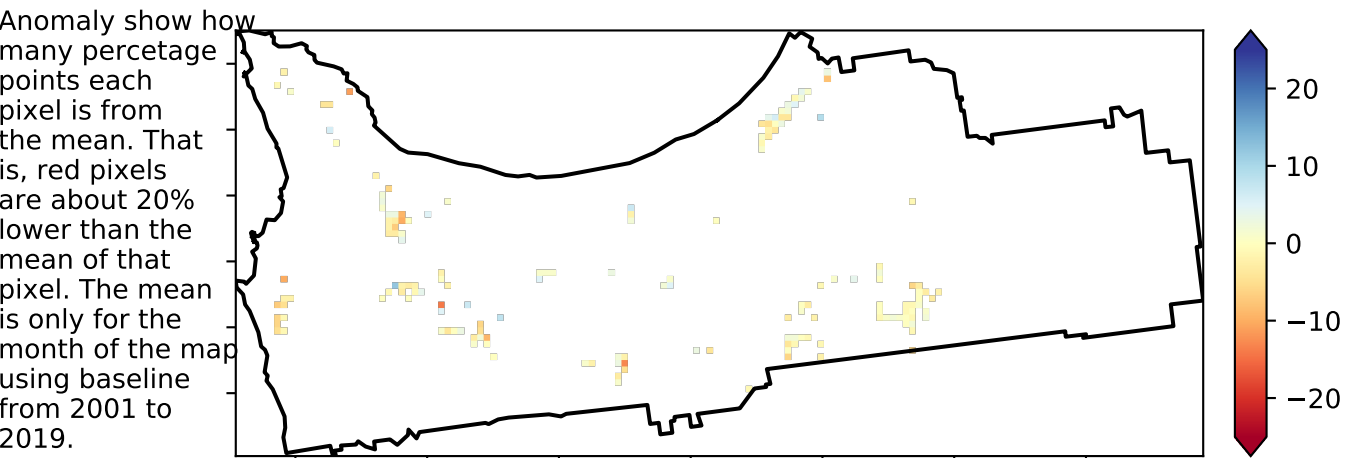 Anomaly show how
many percetage
points each
pixel is from
the mean. That
is, red pixels
are about 20%
lower than the
mean of that
pixel. The mean
is only for the
month of the map
using baseline
from 2001 to
2019.
20
10
0
−10
−20